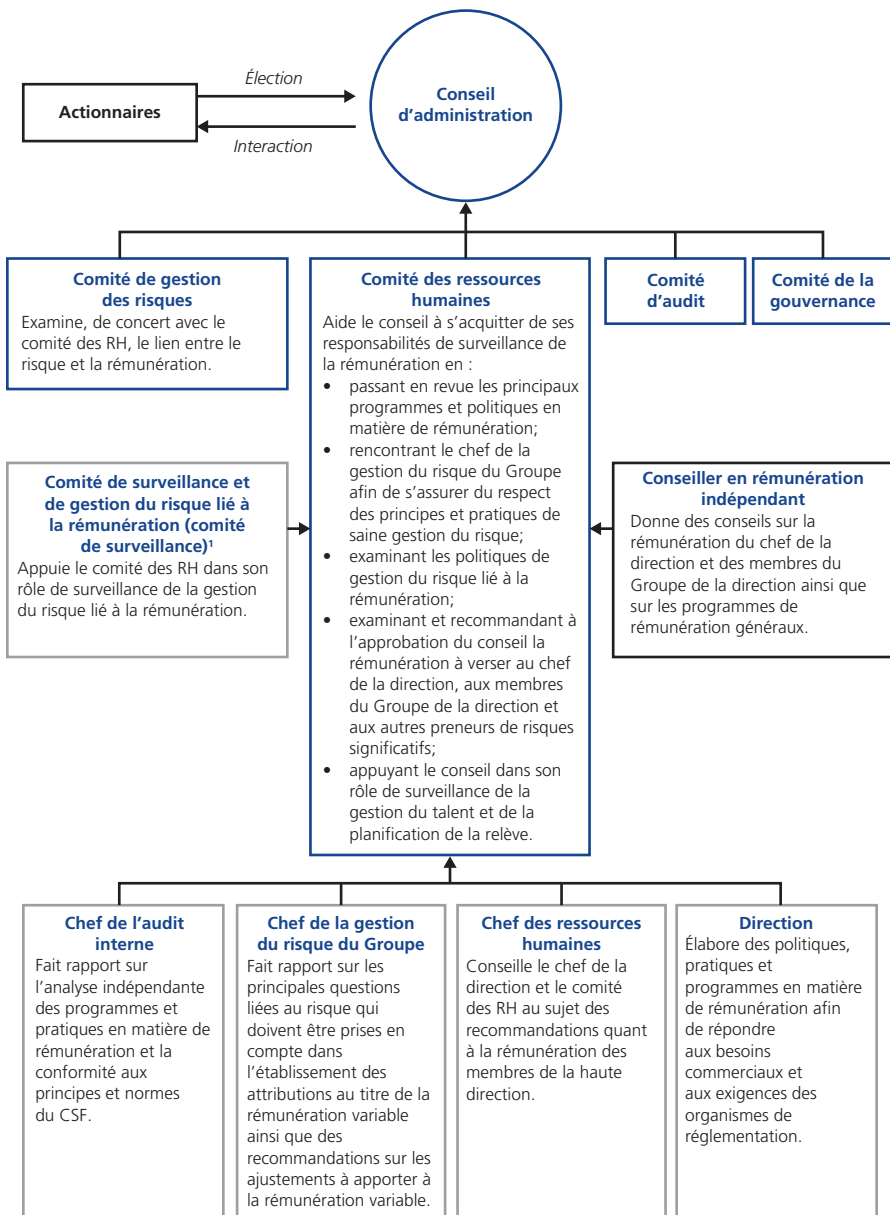 Élection
Actionnaires
Interaction
Conseil
d’administration
Comité de gestion
des risques
Examine, de concert avec le
comité des RH, le lien entre le
risque et la rémunération.
Comité des ressources
humaines
Aide le conseil à s’acquitter de ses
responsabilités de surveillance de
la rémunération en :
• passant en revue les principaux
programmes et politiques en
matière de rémunération;
• rencontrant le chef de la
gestion du risque du Groupe
afin de s’assurer du respect
des principes et pratiques de
saine gestion du risque;
• examinant les politiques de
gestion du risque lié à la
rémunération;
• examinant et recommandant à
l’approbation du conseil la
rémunération à verser au chef
de la direction, aux membres
du Groupe de la direction et
aux autres preneurs de risques
significatifs;
• appuyant le conseil dans son
rôle de surveillance de la
gestion du talent et de la
planification de la relève.
Comité
d’audit
Comité de la
gouvernance
Comité de surveillance et
de gestion du risque lié à
la rémunération (comité
de surveillance)¹
Appuie le comité des RH dans son
rôle de surveillance de la gestion
du risque lié à la rémunération.
Conseiller en rémunération
indépendant
Donne des conseils sur la
rémunération du chef de la
direction et des membres du
Groupe de la direction ainsi que
sur les programmes de
rémunération généraux.
Chef de l’audit
interne
Fait rapport sur
l’analyse indépendante
des programmes et
pratiques en matière de
rémunération et la
conformité aux
principes et normes
du CSF.
Chef de la gestion
du risque du Groupe
Fait rapport sur les
principales questions
liées au risque qui
doivent être prises en
compte dans
l’établissement des
attributions au titre de la
rémunération variable
ainsi que des
recommandations sur les
ajustements à apporter à
la rémunération variable.
Chef des ressources
humaines
Conseille le chef de la
direction et le comité
des RH au sujet des
recommandations quant
à la rémunération des
membres de la haute
direction.
Direction
Élabore des politiques,
pratiques et
programmes en matière
de rémunération afin
de répondre
aux besoins
commerciaux et
aux exigences des
organismes de
réglementation.